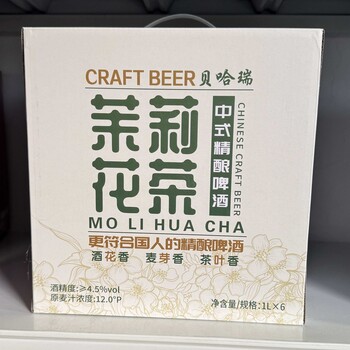 CRAFT BEER 贝哈瑞
茉莉
花茶
中式精酿啤酒
CHINESE CRAFT BEER
MO LI HUA CHA
更符合国人的精酿啤酒
酒花香 麦芽香 茶叶香
酒精度:≥4.5%vol
原麦汁浓度:12.0°P
净含量/规格:1L×6